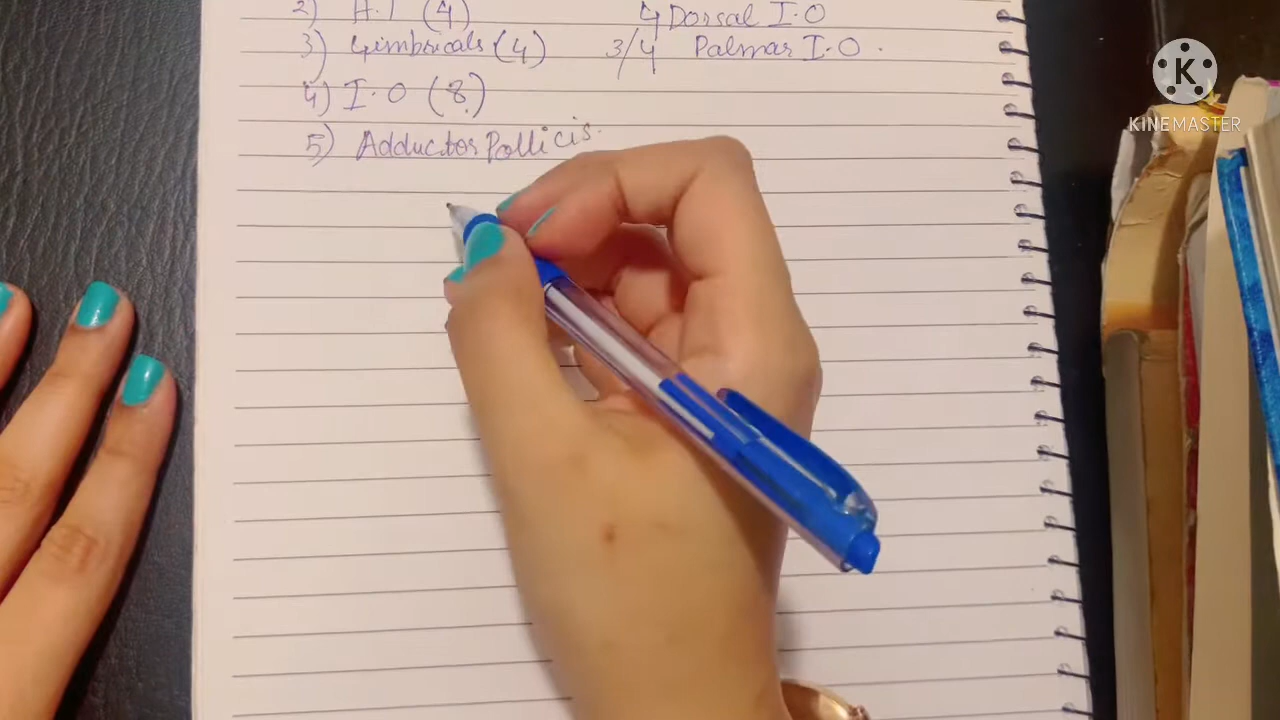 2) H.T (4) 4 Dorsal I.O
3) Lumbricals (4) 3/4 Palmar I.O.
4) I.O (8)
5) Adductor Pollicis.
K
KINEMASTER